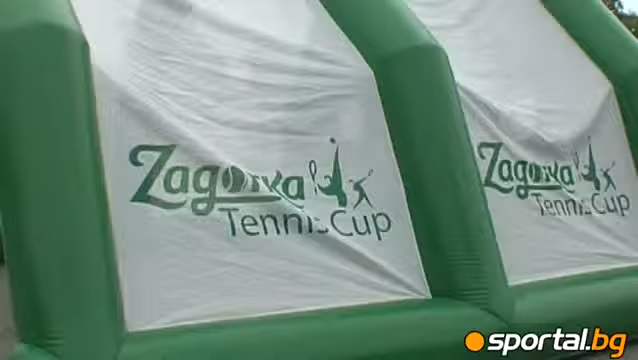 Zagorka
Tennis Cup
Zagorka
Tennis Cup
sportal.bg